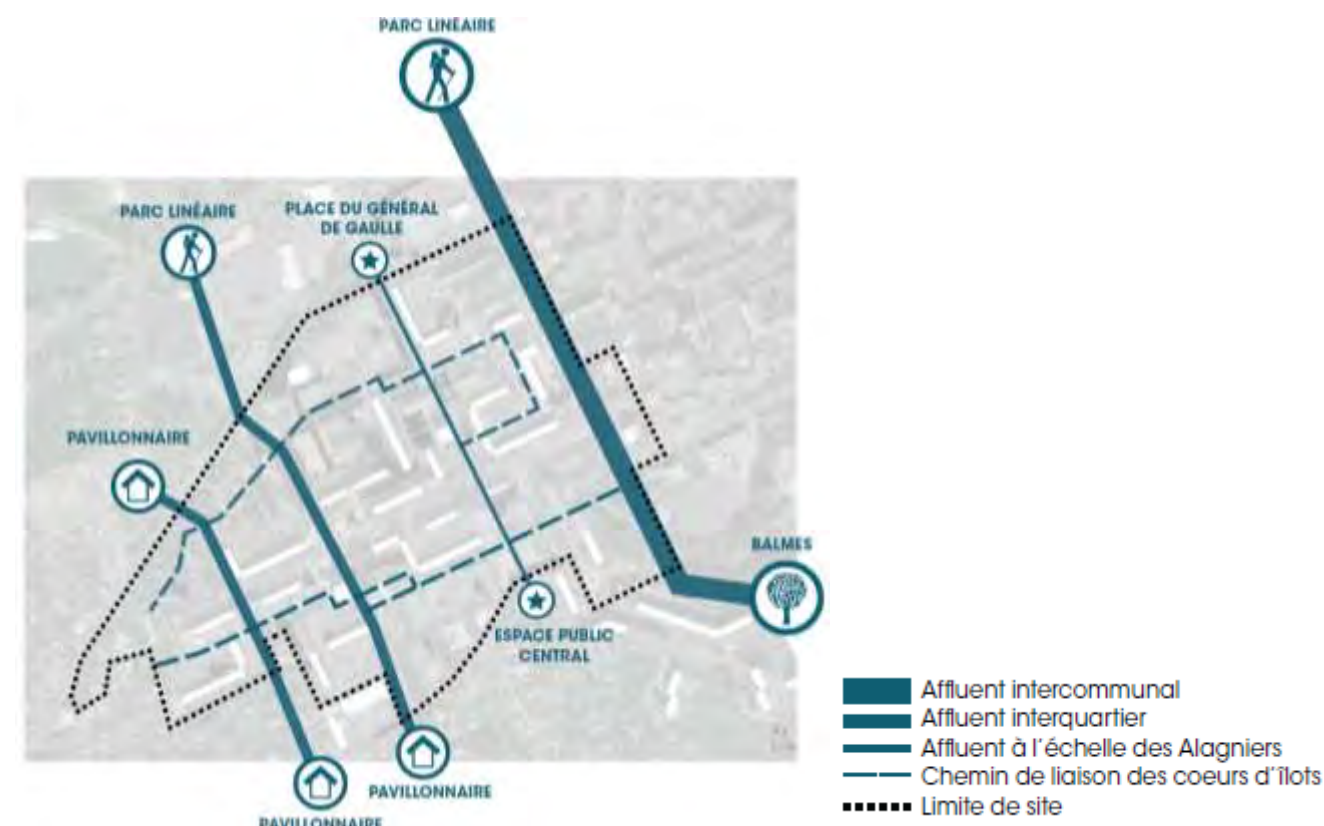 PARC LINÉAIRE
PARC LINÉAIRE
PLACE DU GÉNÉRAL
DE GAULLE
PAVILLONNAIRE
BALMES
ESPACE PUBLIC
CENTRAL
PAVILLONNAIRE
PAVILLONNAIRE
Affluent intercommunal
Affluent interquartier
Affluent à l'échelle des Alagniers
Chemin de liaison des coeurs d'îlots
Limite de site